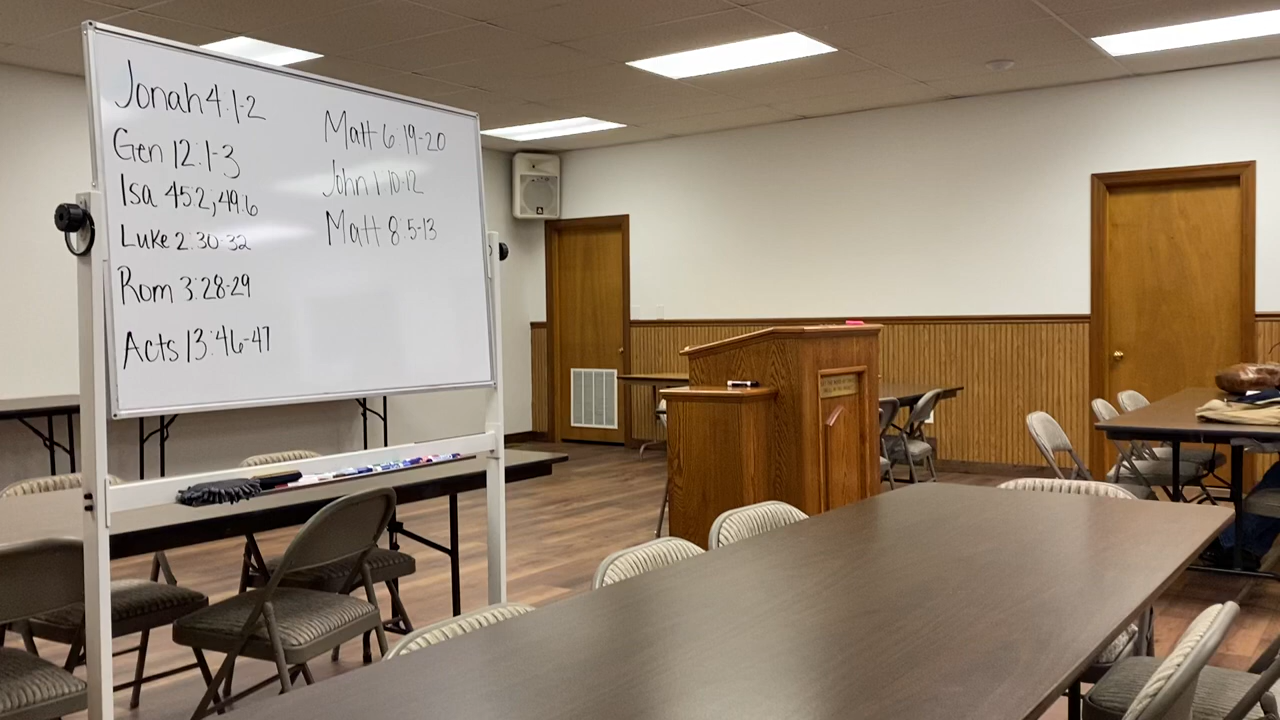 Jonah 4:1-2
Gen 12:1-3
Isa 45:2; 49:6
Luke 2:30-32
Rom 3:28-29
Acts 13:46-47
Matt 6:19-20
John 1 10-12
Matt 8:5-13